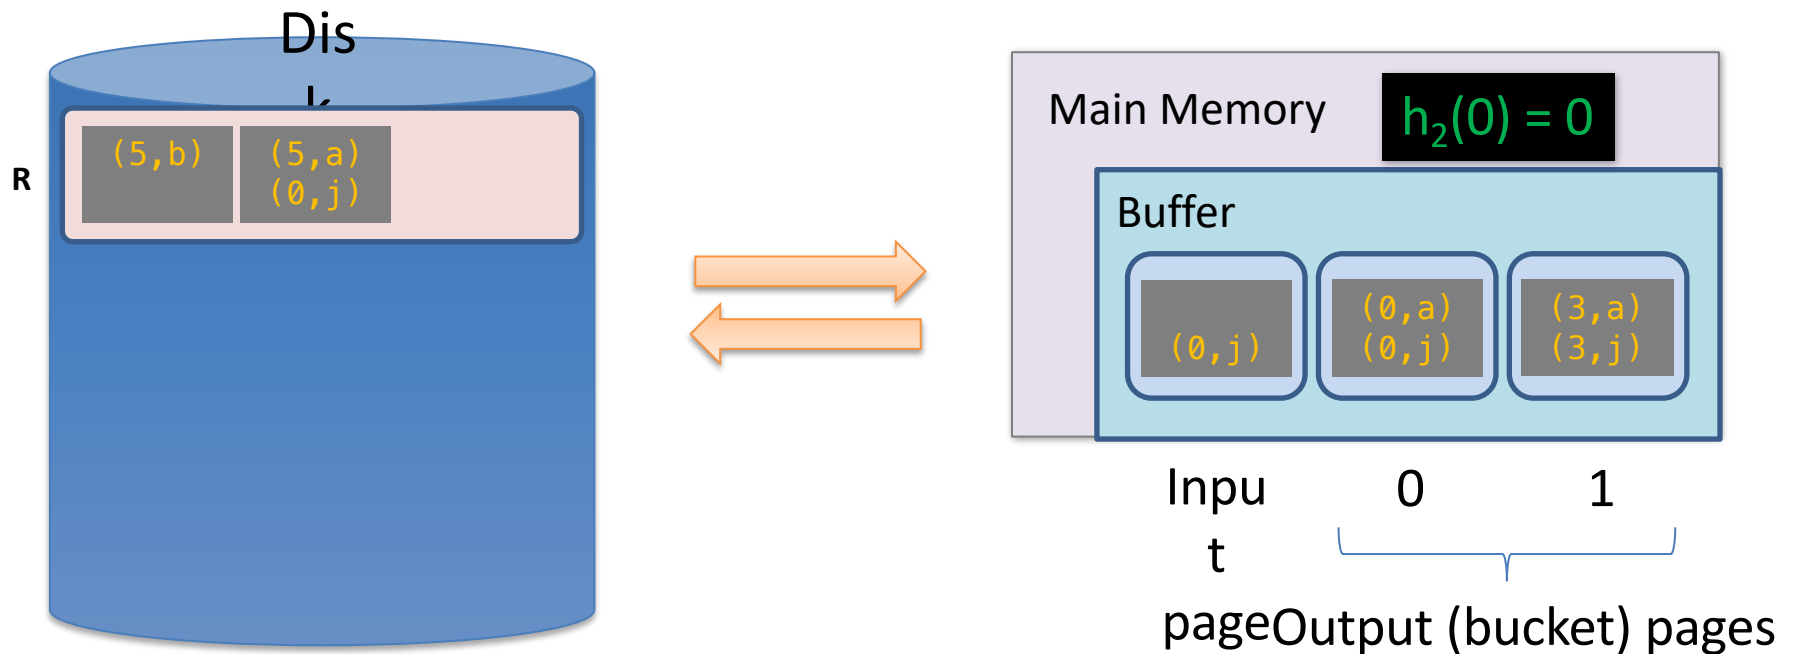 Dis
k
R
(5,b)
(5,a)
(0,j)
Main Memory
h₂(0) = 0
Buffer
(0,j)
(0,a)
(0,j)
(3,a)
(3,j)
Inpu
t
page
0
1
Output (bucket) pages